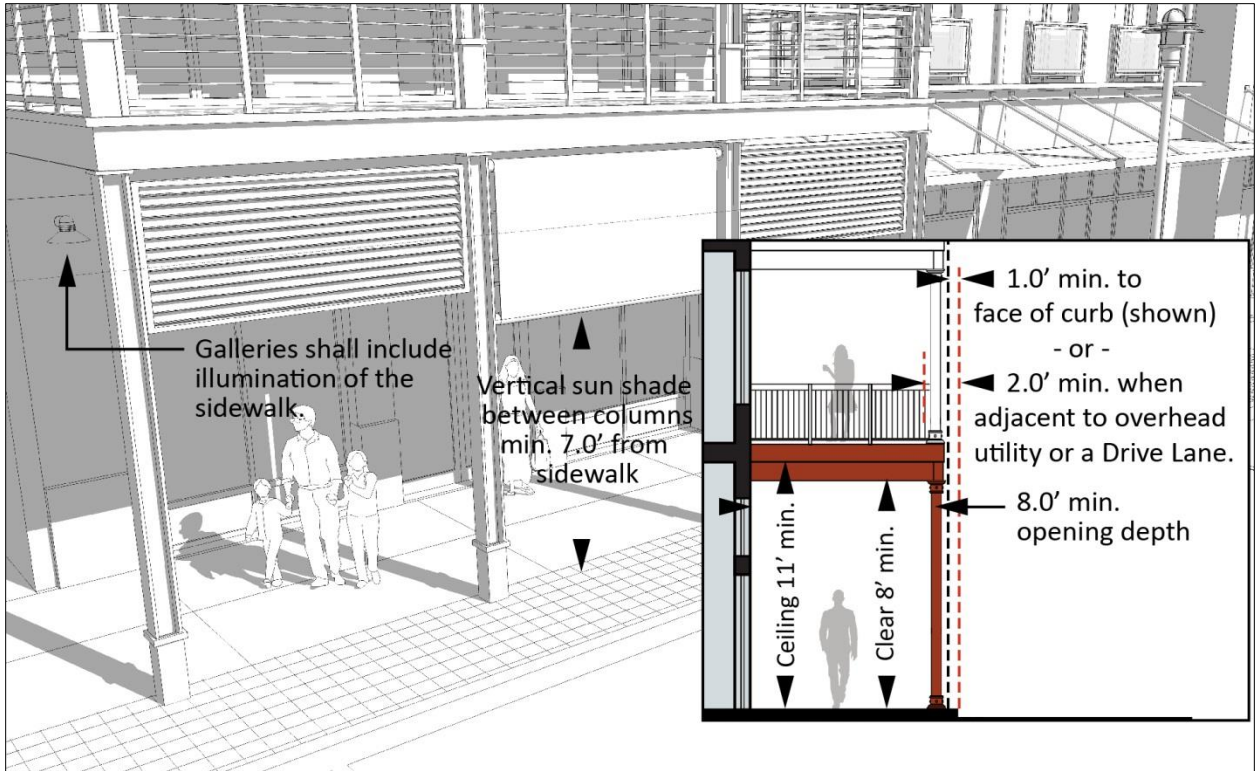 Galleries shall include
illumination of the
sidewalk.
Vertical sun shade
between columns
min. 7.0’ from
sidewalk
1.0’ min. to
face of curb (shown)
- or -
2.0’ min. when
adjacent to overhead
utility or a Drive Lane.
8.0’ min.
opening depth
Ceiling 11’ min.
Clear 8’ min.